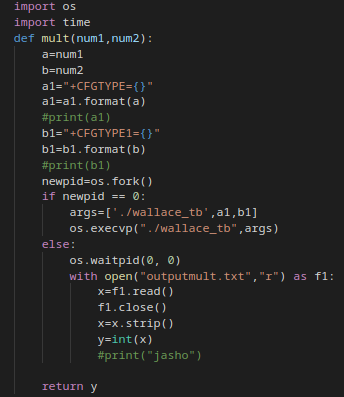 import os
import time
def mult(num1,num2):
    a=num1
    b=num2
    a1="+CFGTYPE={}"
    a1=a1.format(a)
    #print(a1)
    b1="+CFGTYPE1={}"
    b1=b1.format(b)
    #print(b1)
    newpid=os.fork()
    if newpid == 0:
        args=['./wallace_tb',a1,b1]
        os.execvp("./wallace_tb",args)
    else:
        os.waitpid(0, 0)
        with open("outputmult.txt","r") as f1:
            x=f1.read()
            f1.close()
            x=x.strip()
            y=int(x)
            #print("jasho")
    return y